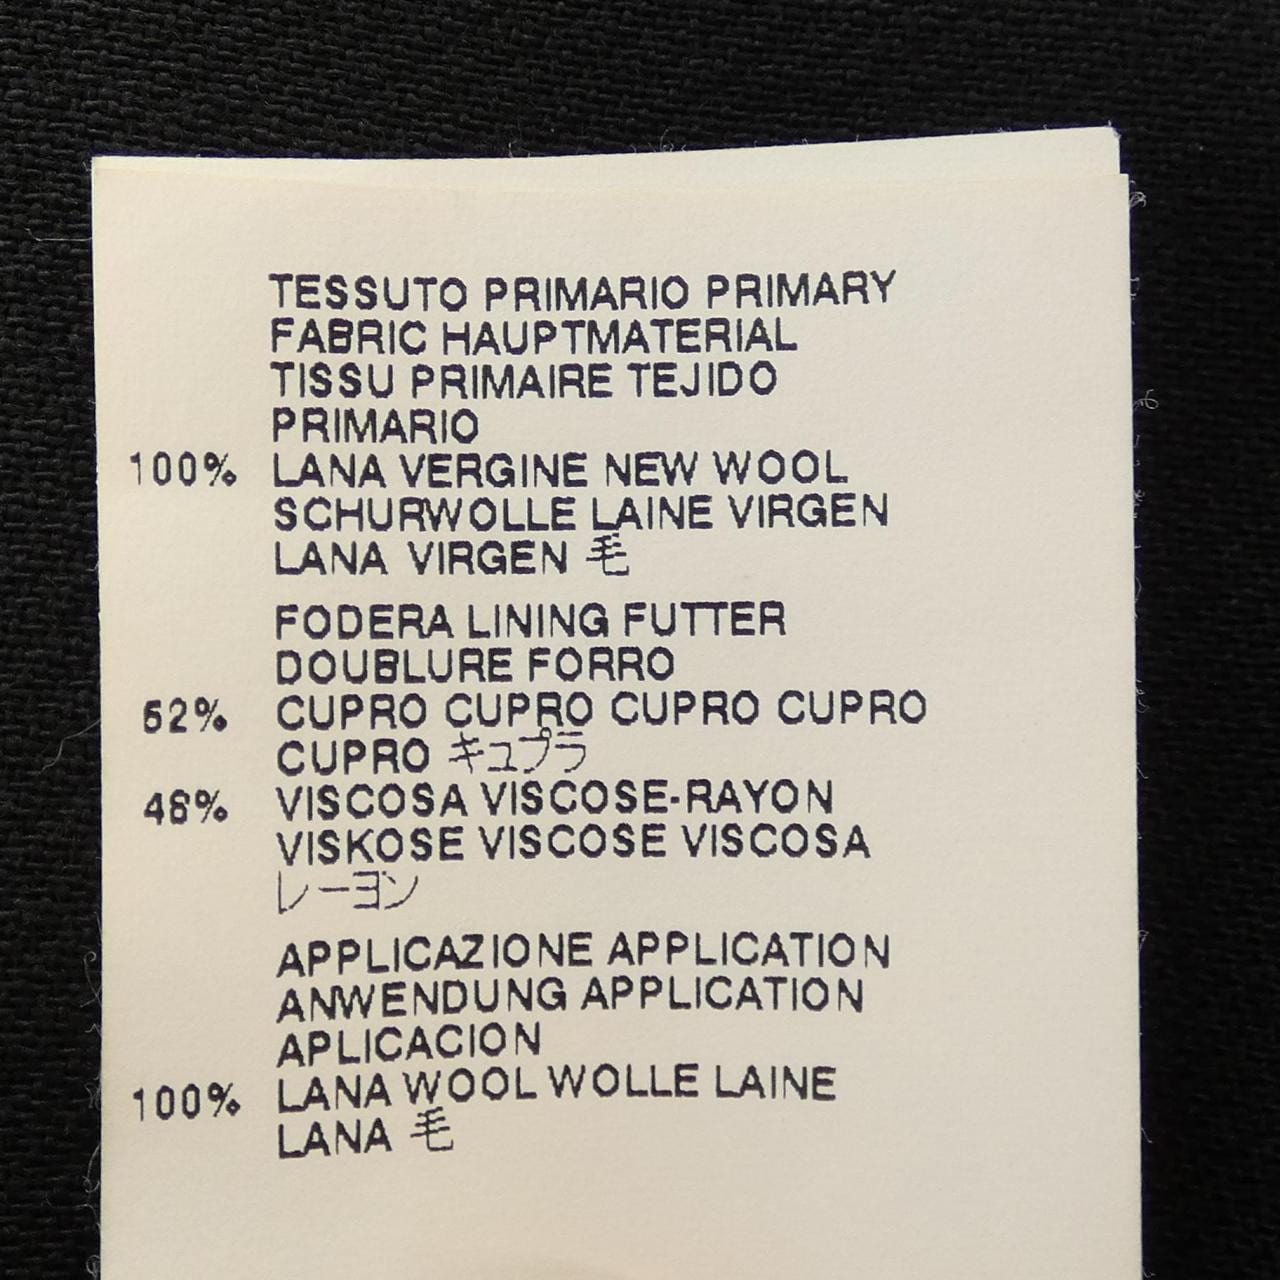 TESSUTO PRIMARIO PRIMARY
FABRIC HAUPTMATERIAL
TISSU PRIMAIRE TEJIDO
PRIMARIO
100% LANA VERGINE NEW WOOL
SCHURWOLLE LAINE VIRGEN
LANA VIRGEN 毛
FODERA LINING FUTTER
DOUBLURE FORRO
52% CUPRO CUPRO CUPRO CUPRO
CUPRO キュプラ
48% VISCOSA VISCOSE-RAYON
VISKOSE VISCOSE VISCOSA
レーヨン
APPLICAZIONE APPLICATION
ANWENDUNG APPLICATION
APLICACION
100% LANA WOOL WOLLE LAINE
LANA 毛